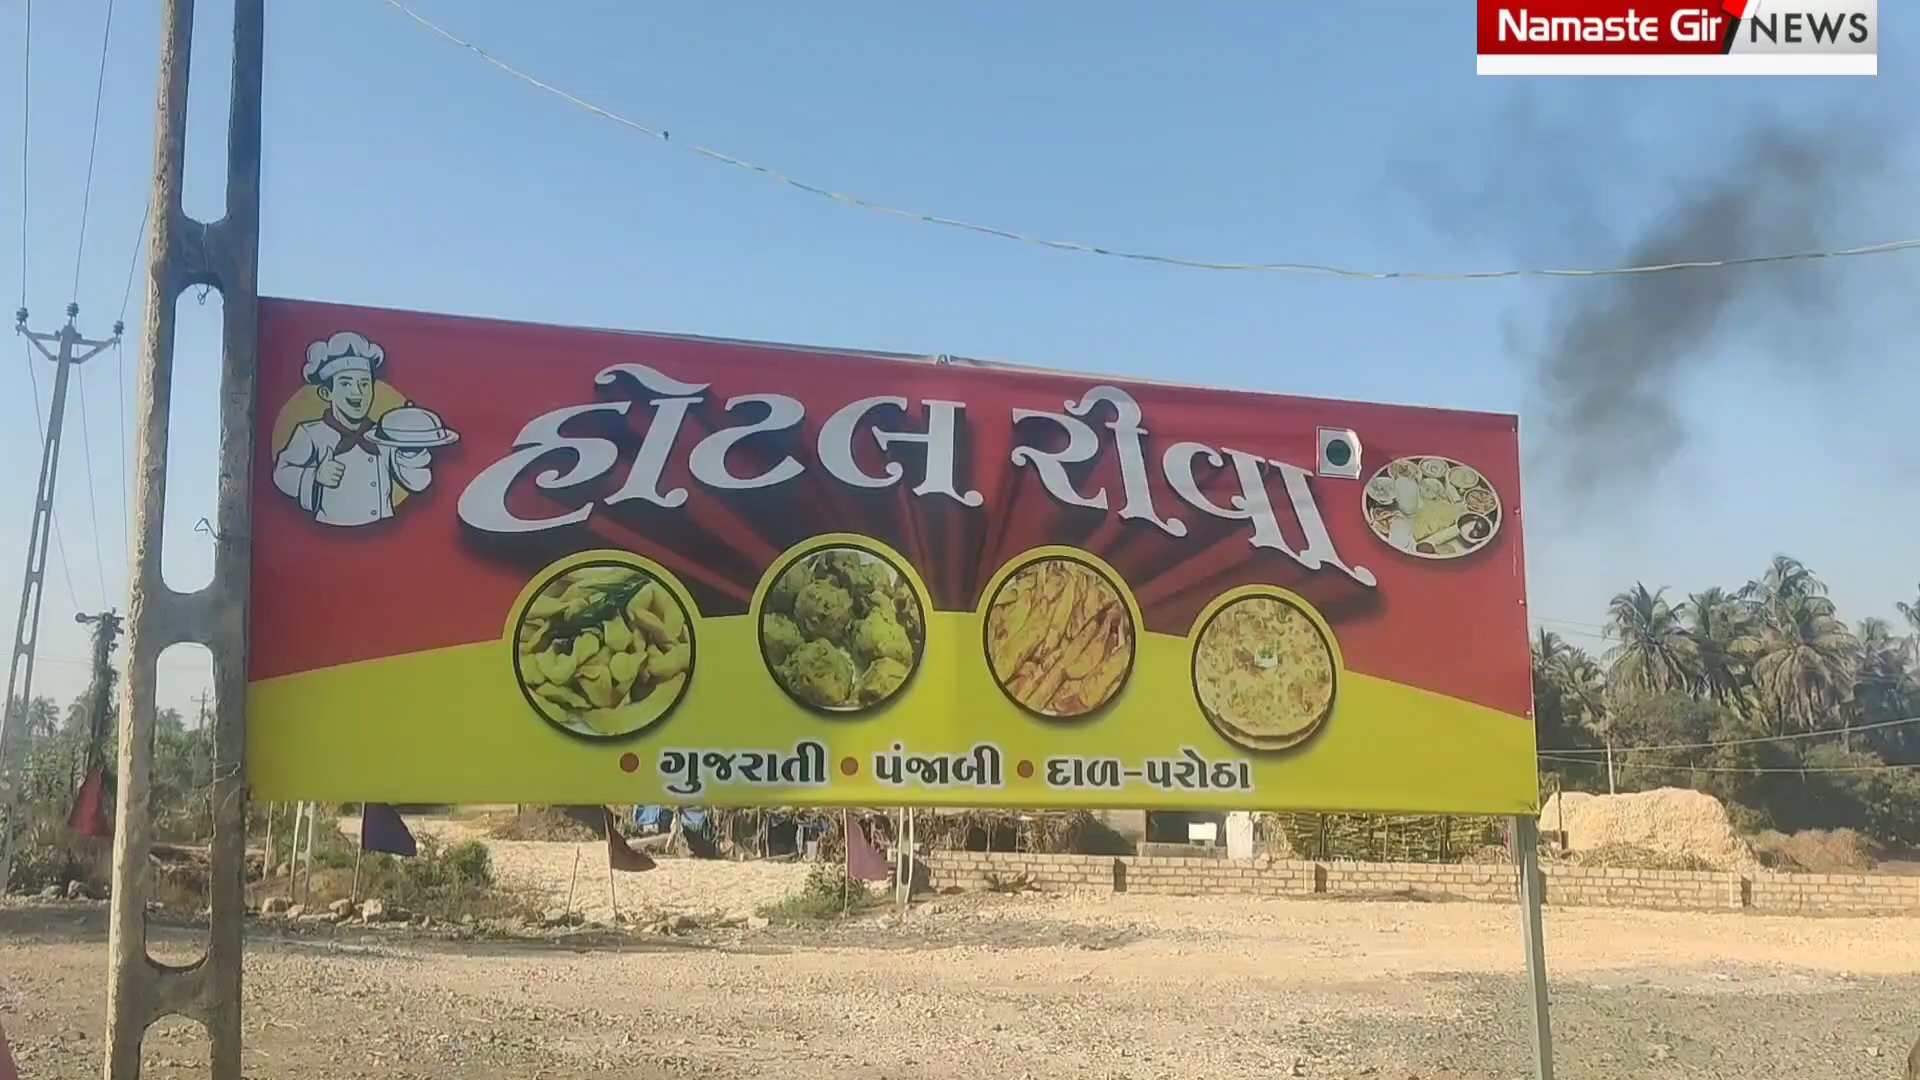 Namaste Gir NEWS
હોટલ રીવા
• ગુજરાતી • પંજાબી • દાળ-પરોઠા